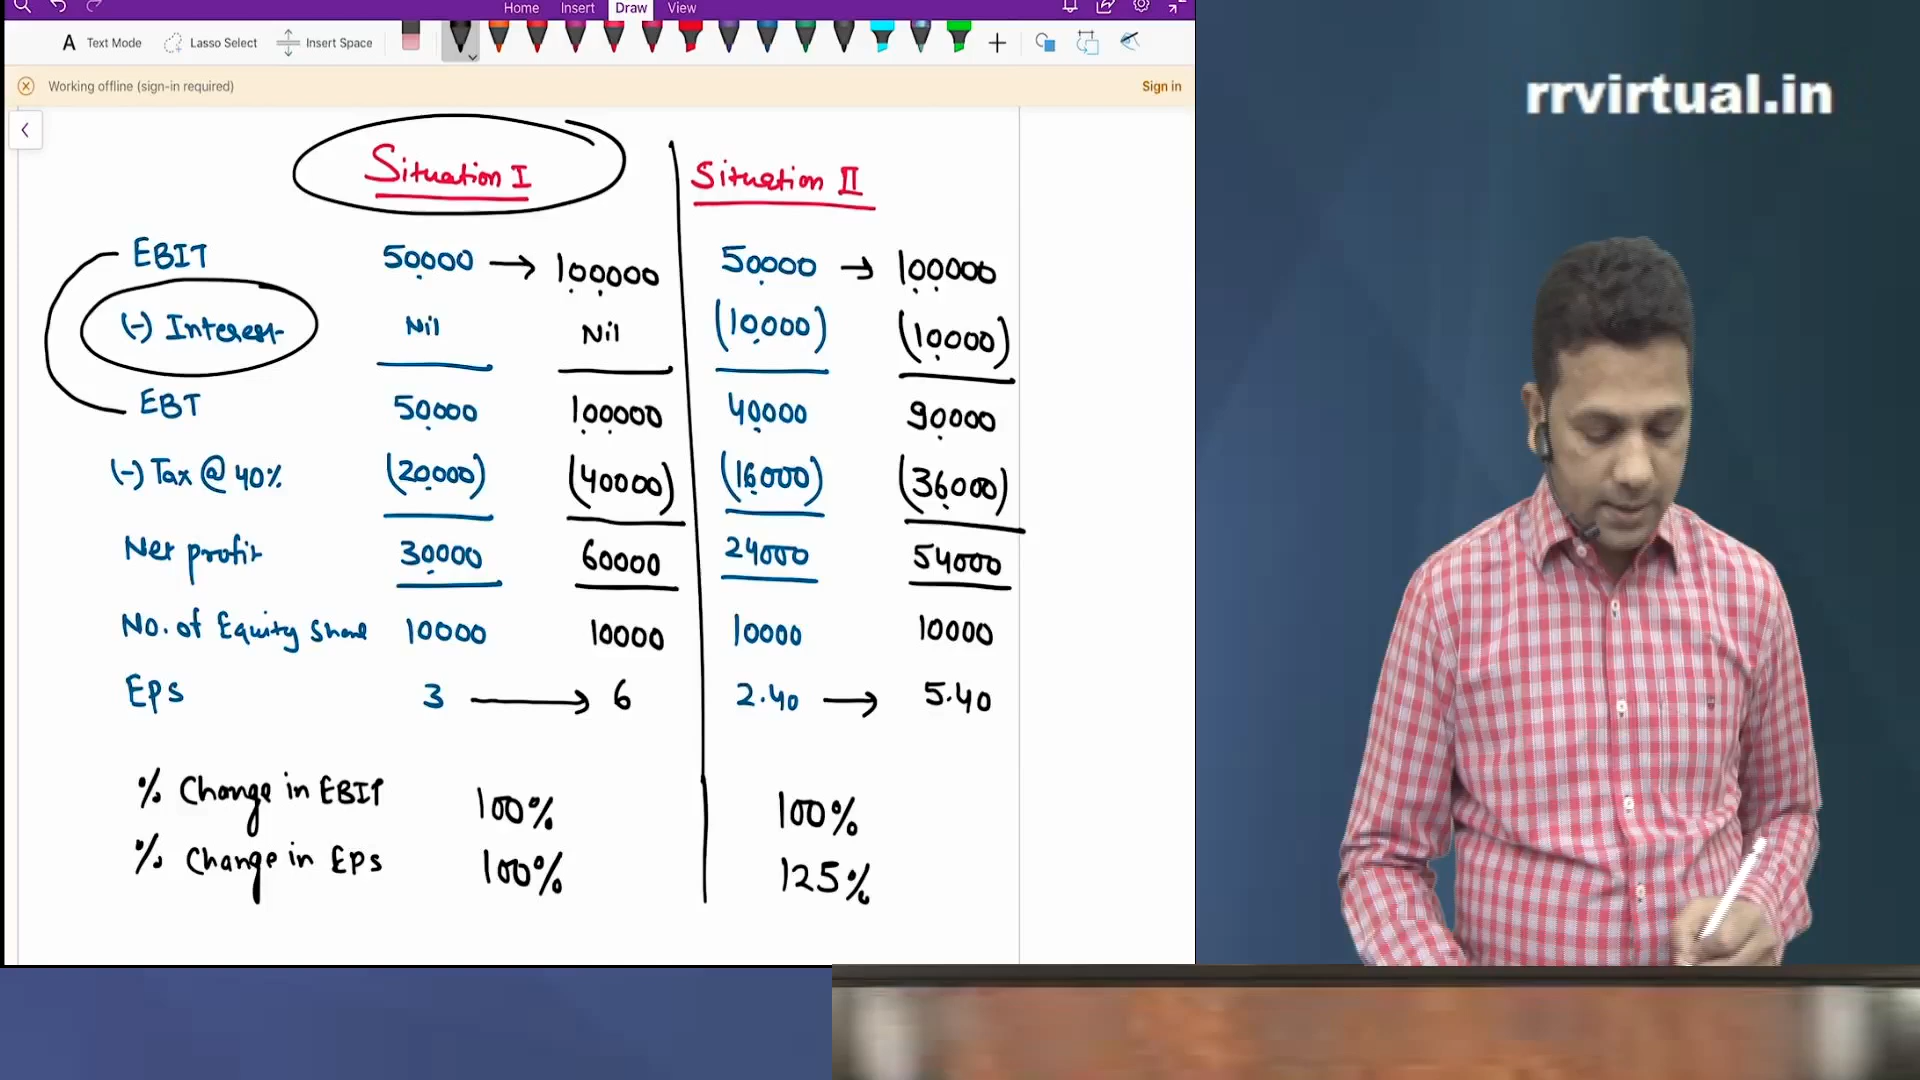 Home Insert Draw View
Text Mode Lasso Select Insert Space
Working offline (sign-in required) Sign in
rrvirtual.in
Situation I Situation II
EBIT 50000 → 100000 50000 → 100000
(-) Interest Nil Nil (10000) (10000)
EBT 50000 100000 40000 90000
(-) Tax @ 40% (20000) (40000) (16000) (36000)
Net profit 30000 60000 24000 54000
No. of Equity Share 10000 10000 10000 10000
Eps 3 → 6 2.40 → 5.40
% Change in EBIT 100% 100%
% Change in Eps 100% 125%